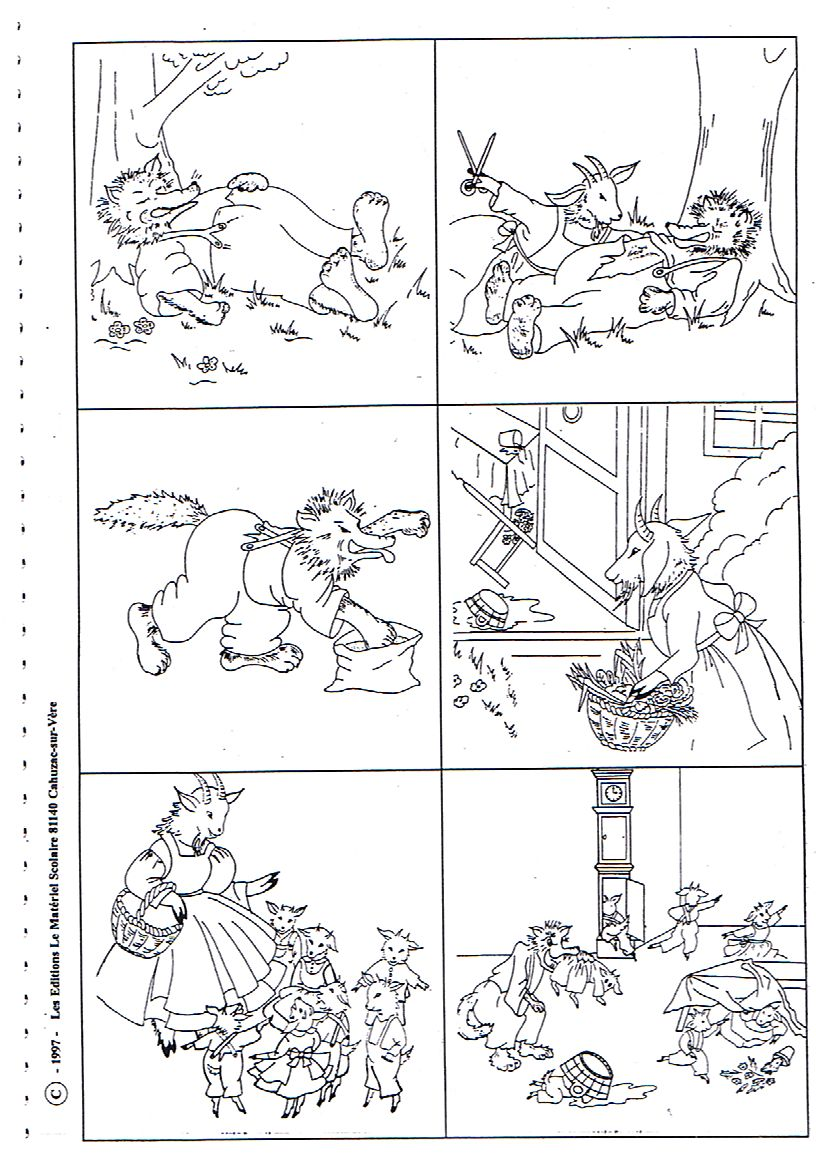 © - 1997 - Les Editions Le Matériel Scolaire 81140 Cahuzac-sur-Vère